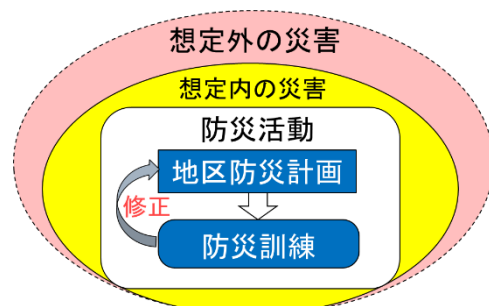 想定外の災害
想定内の災害
防災活動
地区防災計画
修正
防災訓練